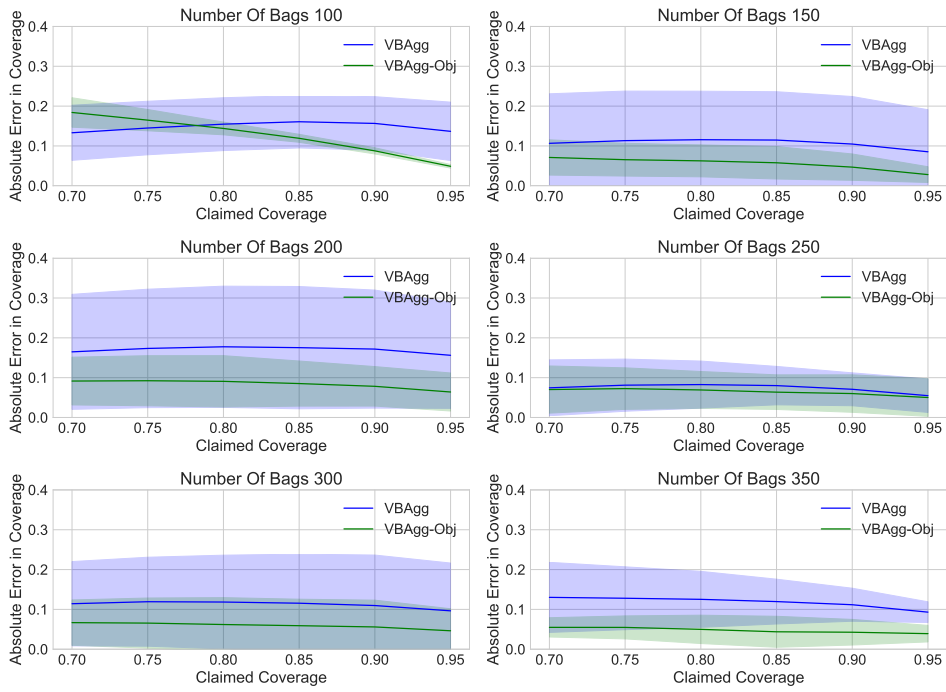 Number Of Bags 100
Absolute Error in Coverage
0.4
0.3
0.2
0.1
0.0
VBAgg
VBAgg-Obj
0.70 0.75 0.80 0.85 0.90 0.95
Claimed Coverage
Number Of Bags 150
Absolute Error in Coverage
0.4
0.3
0.2
0.1
0.0
VBAgg
VBAgg-Obj
0.70 0.75 0.80 0.85 0.90 0.95
Claimed Coverage
Number Of Bags 200
Absolute Error in Coverage
0.4
0.3
0.2
0.1
0.0
VBAgg
VBAgg-Obj
0.70 0.75 0.80 0.85 0.90 0.95
Claimed Coverage
Number Of Bags 250
Absolute Error in Coverage
0.4
0.3
0.2
0.1
0.0
VBAgg
VBAgg-Obj
0.70 0.75 0.80 0.85 0.90 0.95
Claimed Coverage
Number Of Bags 300
Absolute Error in Coverage
0.4
0.3
0.2
0.1
0.0
VBAgg
VBAgg-Obj
0.70 0.75 0.80 0.85 0.90 0.95
Claimed Coverage
Number Of Bags 350
Absolute Error in Coverage
0.4
0.3
0.2
0.1
0.0
VBAgg
VBAgg-Obj
0.70 0.75 0.80 0.85 0.90 0.95
Claimed Coverage